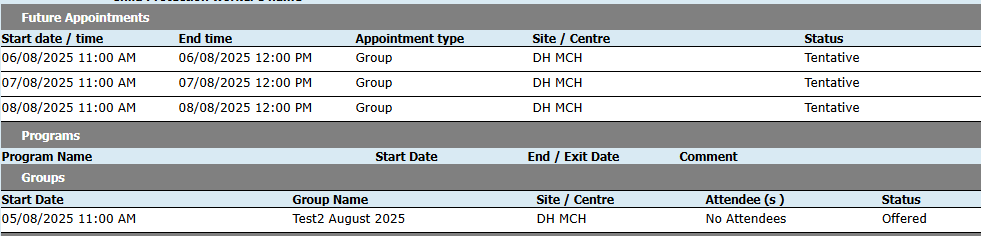 Future Appointments
Start date / time End time Appointment type Site / Centre Status
06/08/2025 11:00 AM 06/08/2025 12:00 PM Group DH MCH Tentative
07/08/2025 11:00 AM 07/08/2025 12:00 PM Group DH MCH Tentative
08/08/2025 11:00 AM 08/08/2025 12:00 PM Group DH MCH Tentative
Programs
Program Name Start Date End / Exit Date Comment
Groups
Start Date Group Name Site / Centre Attendee (s ) Status
05/08/2025 11:00 AM Test2 August 2025 DH MCH No Attendees Offered